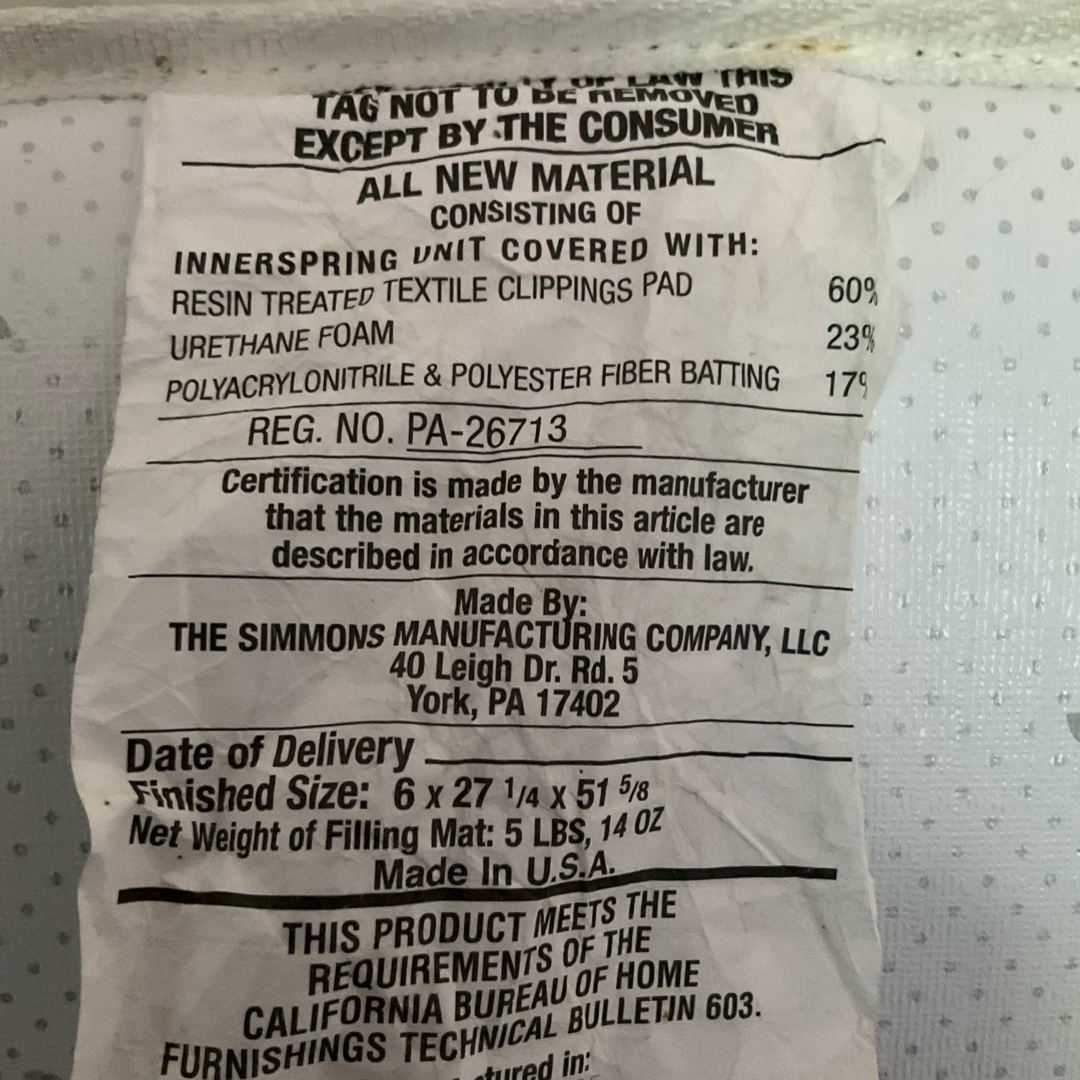 OF LAW THIS
TAG NOT TO BE REMOVED
EXCEPT BY THE CONSUMER
ALL NEW MATERIAL
CONSISTING OF
INNERSPRING UNIT COVERED WITH:
RESIN TREATED TEXTILE CLIPPINGS PAD 60%
URETHANE FOAM 23%
POLYACRYLONITRILE & POLYESTER FIBER BATTING 17%
REG. NO. PA-26713
Certification is made by the manufacturer
that the materials in this article are
described in accordance with law.
Made By:
THE SIMMONS MANUFACTURING COMPANY, LLC
40 Leigh Dr. Rd. 5
York, PA 17402
Date of Delivery
Finished Size: 6 x 27 1/4 x 51 5/8
Net Weight of Filling Mat: 5 LBS, 14 OZ
Made In U.S.A.
THIS PRODUCT MEETS THE
REQUIREMENTS OF THE
CALIFORNIA BUREAU OF HOME
FURNISHINGS TECHNICAL BULLETIN 603.
in: